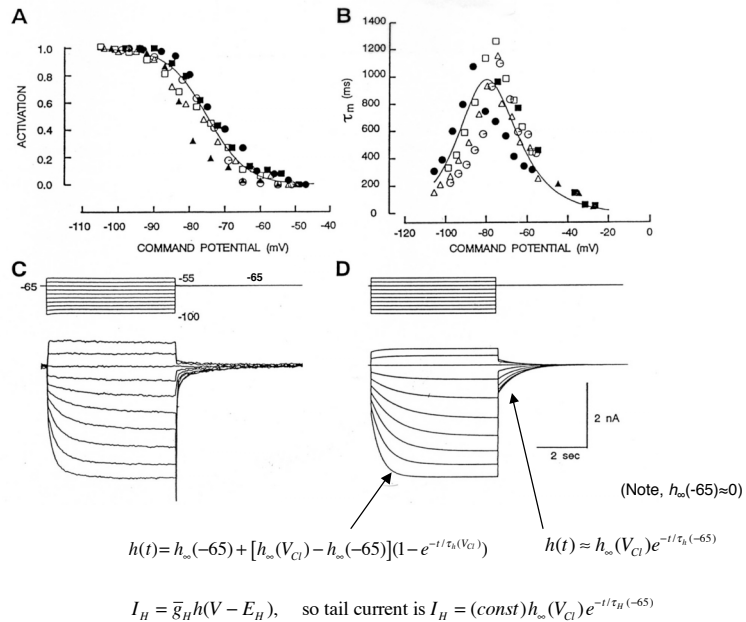 A
ACTIVATION
1.0
0.8
0.6
0.4
0.2
0.0
-110 -100 -90 -80 -70 -60 -50 -40
COMMAND POTENTIAL (mV)
B
τm (ms)
1400
1200
1000
800
600
400
200
0
-120 -100 -80 -60 -40 -20 0
COMMAND POTENTIAL (mV)
C
-65
-55
-65
-100
D
2 nA
2 sec
(Note, h∞(-65)≈0)
h(t) = h∞(-65) + [h∞(VCl) - h∞(-65)](1 - e^{-t/τh(VCl)})
h(t) ≈ h∞(VCl)e^{-t/τh(-65)}
IH = ḡH h(V - EH), so tail current is IH = (const)h∞(VCl)e^{-t/τH(-65)}